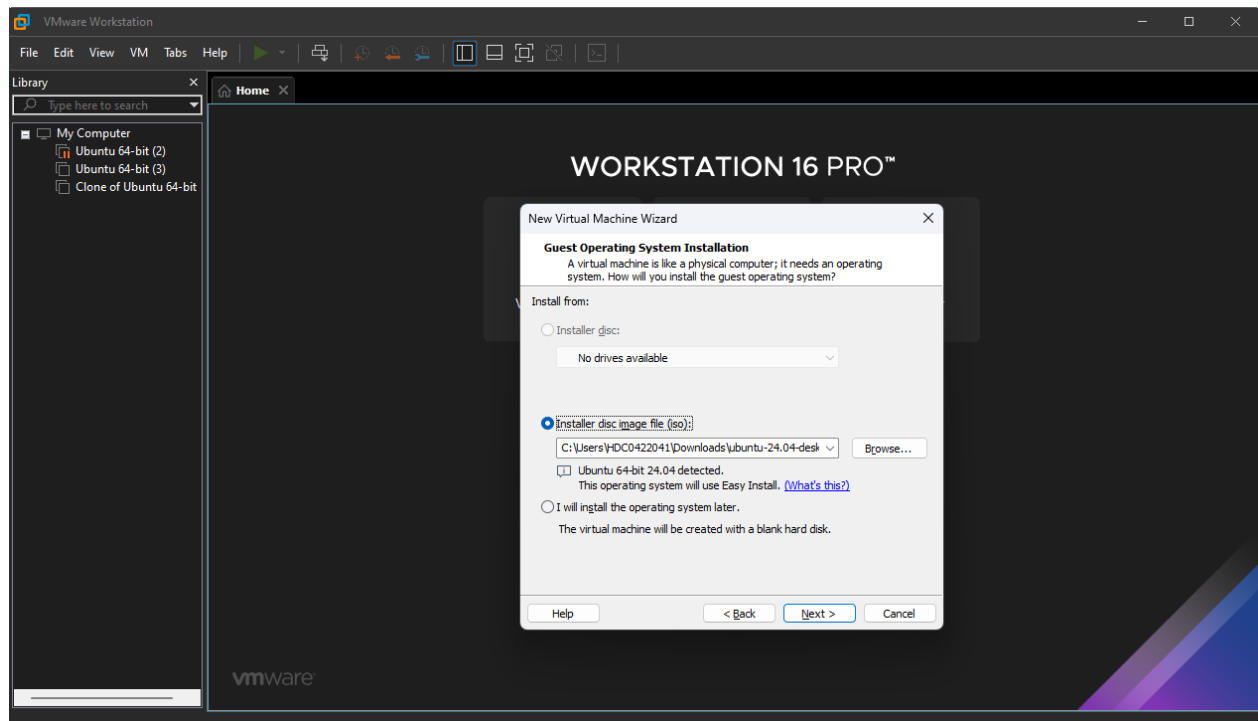 VMware Workstation
File Edit View VM Tabs Help
Library
Type here to search
My Computer
Ubuntu 64-bit (2)
Ubuntu 64-bit (3)
Clone of Ubuntu 64-bit
Home
WORKSTATION 16 PRO™
New Virtual Machine Wizard
Guest Operating System Installation
A virtual machine is like a physical computer; it needs an operating
system. How will you install the guest operating system?
Install from:
Installer disc:
No drives available
Installer disc image file (iso):
C:\Users\HDC0422041\Downloads\ubuntu-24.04-desk
Browse...
Ubuntu 64-bit 24.04 detected.
This operating system will use Easy Install. (What's this?)
I will install the operating system later.
The virtual machine will be created with a blank hard disk.
Help < Back Next > Cancel
vmware